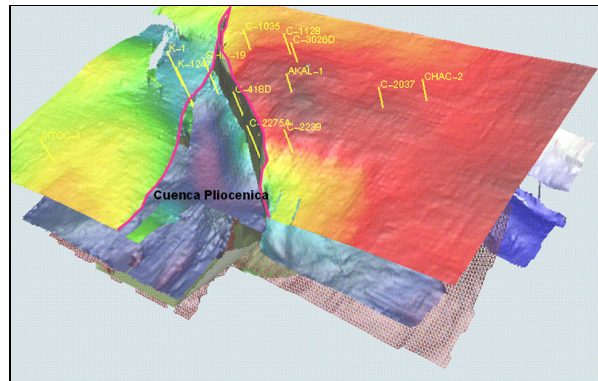 C-1035
C-1128
C-3026D
K-1
K-1247
AKAL-1
C-418D
C-2037
CHAC-2
C-2275A
C-2239
Cuenca Pliocenica